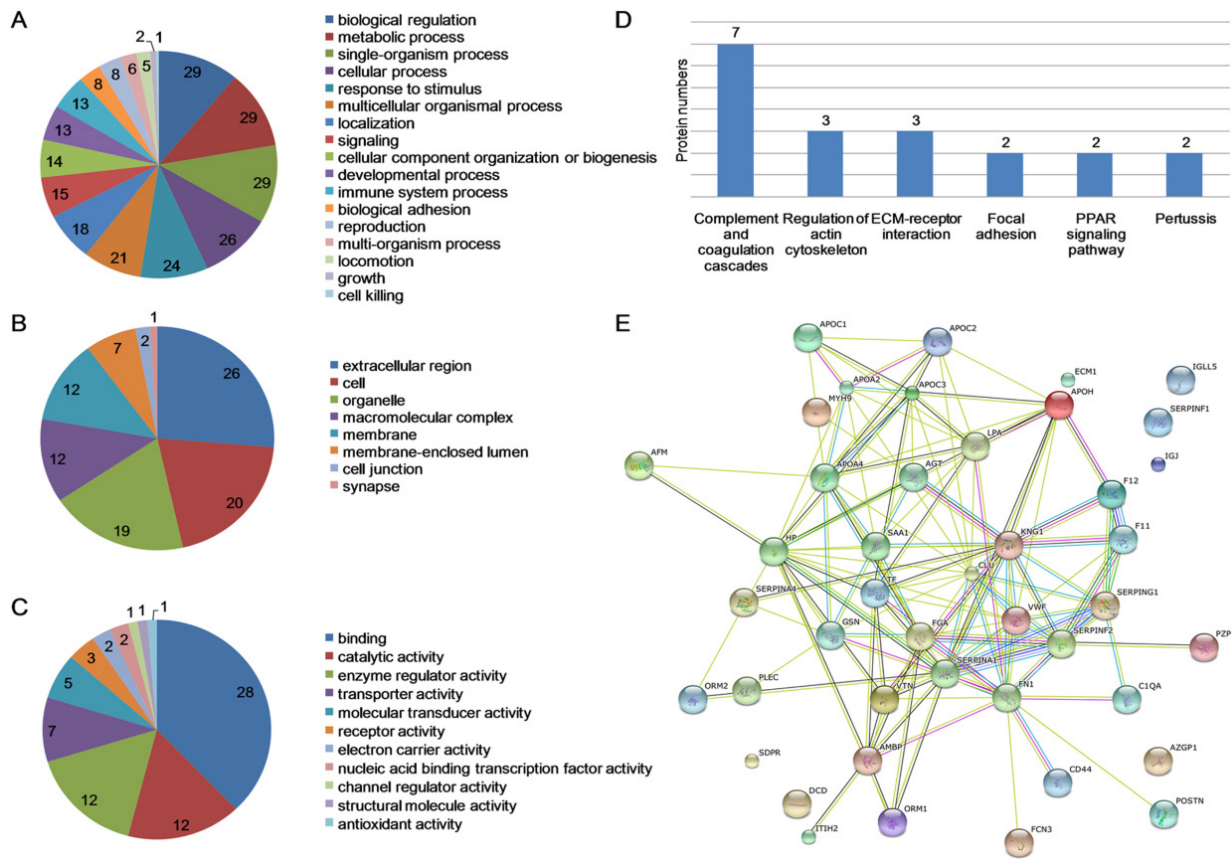 A
2
1
8
8
6
5
13
13
14
15
18
21
24
26
29
29
29
biological regulation
metabolic process
single-organism process
cellular process
response to stimulus
multicellular organismal process
localization
signaling
cellular component organization or biogenesis
developmental process
immune system process
biological adhesion
reproduction
multi-organism process
locomotion
growth
cell killing
B
1
2
7
12
12
19
20
26
extracellular region
cell
organelle
macromolecular complex
membrane
membrane-enclosed lumen
cell junction
synapse
C
1
1
1
2
2
3
5
7
12
12
28
binding
catalytic activity
enzyme regulator activity
transporter activity
molecular transducer activity
receptor activity
electron carrier activity
nucleic acid binding transcription factor activity
channel regulator activity
structural molecule activity
antioxidant activity
D
Protein numbers
7
3
3
2
2
2
Complement
and
coagulation
cascades
Regulation of
actin
cytoskeleton
ECM-receptor
interaction
Focal
adhesion
PPAR
signaling
pathway
Pertussis
E
APOC1
APOC2
APOA2
APOC3
ECM1
APOH
IGLL5
MYH9
SERPINF1
LPA
IGJ
AFM
APOA4
AGT
F12
F11
HP
SAA1
KNG1
CLU
SERPINA4
TF
SERPING1
GSN
FGA
VWF
SERPINF2
PZP
SERPINA1
ORM2
PLEC
VTN
FN1
C1QA
SDPR
AMBP
AZGP1
CD44
DCD
ORM1
POSTN
ITIH2
FCN3